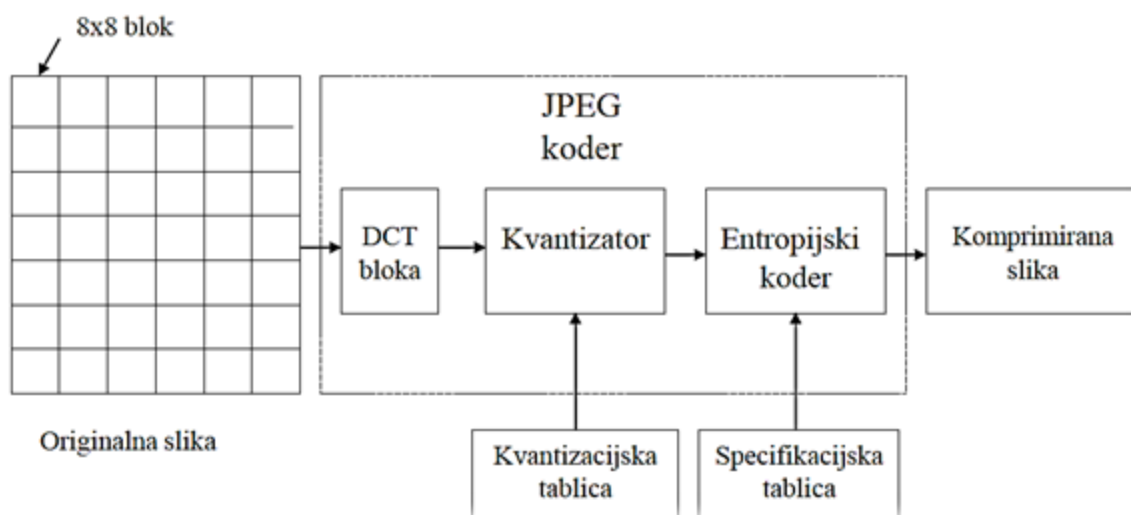 8x8 blok
JPEG
koder
DCT
bloka
Kvantizator
Entropijski
koder
Komprimirana
slika
Originalna slika
Kvantizacijska
tablica
Specifikacijska
tablica